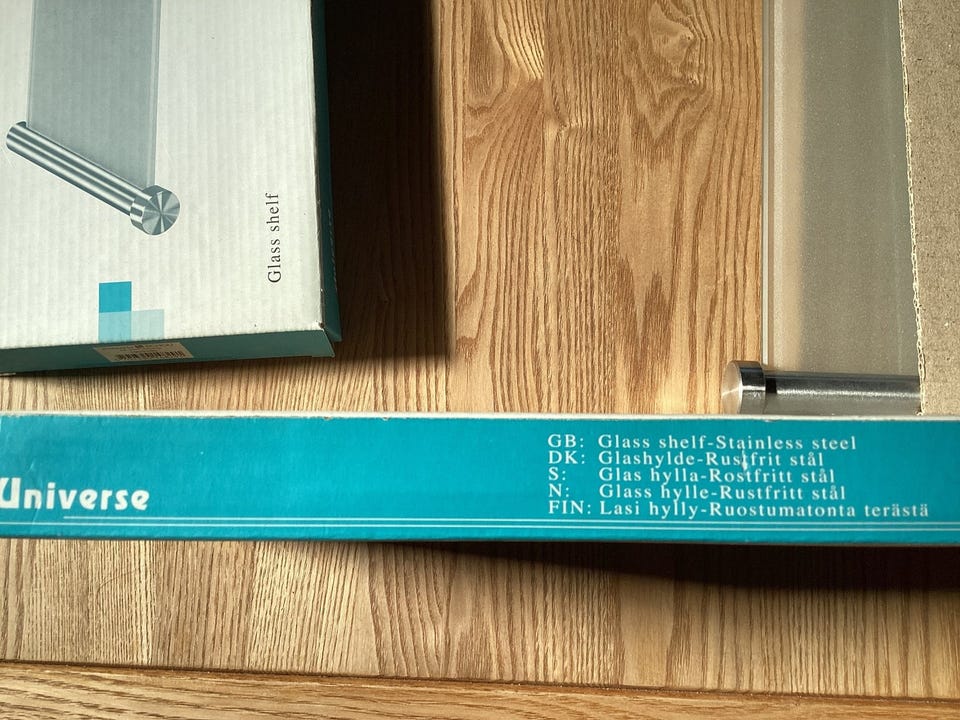 Glass shelf
Universe
GB: Glass shelf-Stainless steel
DK: Glashylde-Rustfrit stål
S: Glas hylla-Rostfritt stål
N: Glass hylle-Rustfritt stål
FIN: Lasi hylly-Ruostumatonta terästä